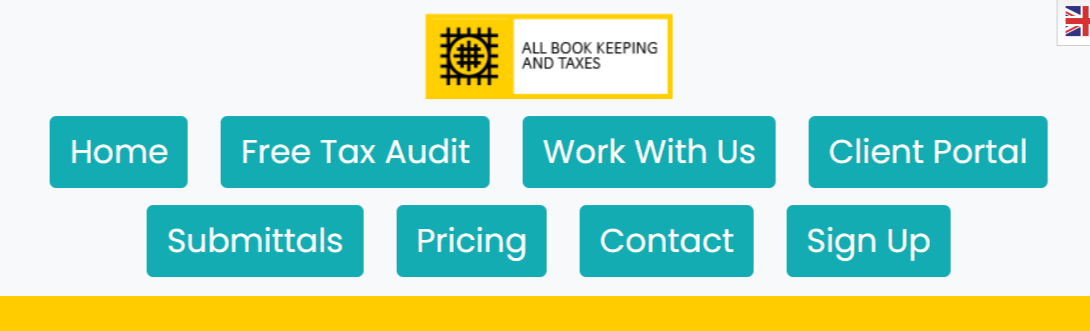 ALL BOOK KEEPING
AND TAXES
Home
Free Tax Audit
Work With Us
Client Portal
Submittals
Pricing
Contact
Sign Up